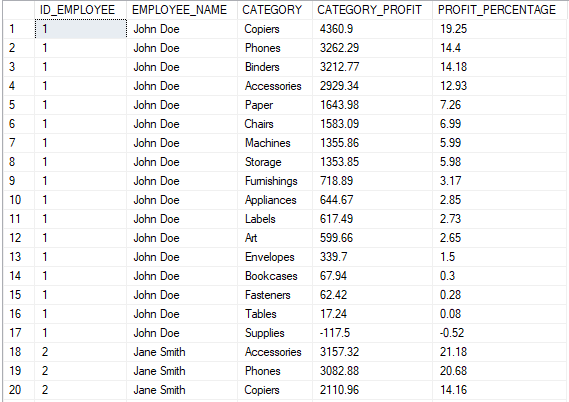 ID_EMPLOYEE EMPLOYEE_NAME CATEGORY CATEGORY_PROFIT PROFIT_PERCENTAGE
1 1 John Doe Copiers 4360.9 19.25
2 1 John Doe Phones 3262.29 14.4
3 1 John Doe Binders 3212.77 14.18
4 1 John Doe Accessories 2929.34 12.93
5 1 John Doe Paper 1643.98 7.26
6 1 John Doe Chairs 1583.09 6.99
7 1 John Doe Machines 1355.86 5.99
8 1 John Doe Storage 1353.85 5.98
9 1 John Doe Furnishings 718.89 3.17
10 1 John Doe Appliances 644.67 2.85
11 1 John Doe Labels 617.49 2.73
12 1 John Doe Art 599.66 2.65
13 1 John Doe Envelopes 339.7 1.5
14 1 John Doe Bookcases 67.94 0.3
15 1 John Doe Fasteners 62.42 0.28
16 1 John Doe Tables 17.24 0.08
17 1 John Doe Supplies -117.5 -0.52
18 2 Jane Smith Accessories 3157.32 21.18
19 2 Jane Smith Phones 3082.88 20.68
20 2 Jane Smith Copiers 2110.96 14.16